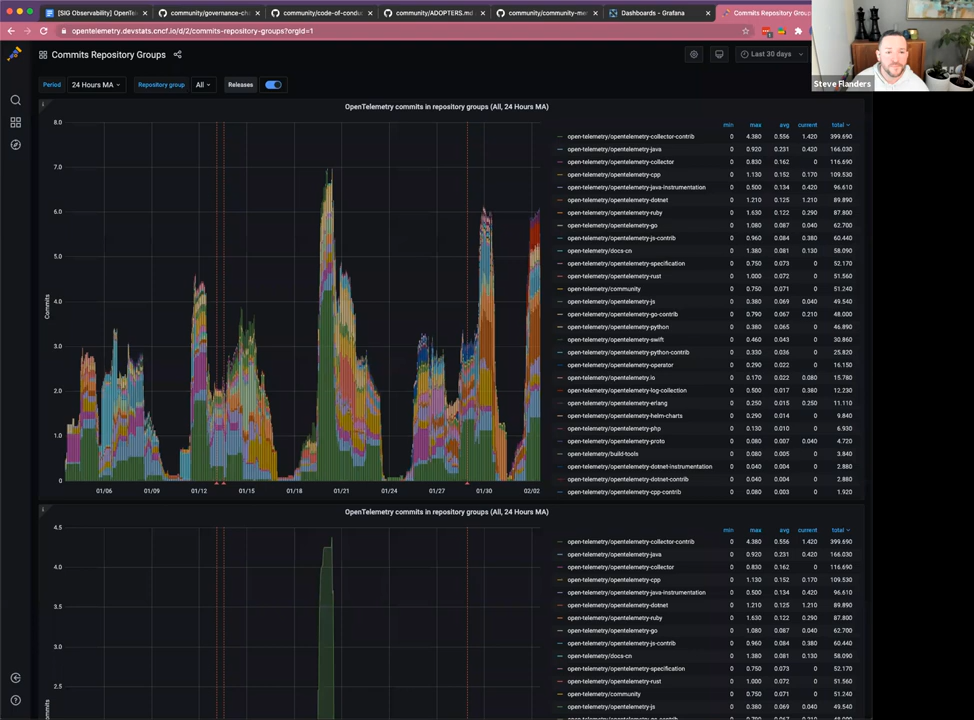 [SIG Observability] OpenTel
community/governance-cha
community/code-of-conduc
community/ADOPTERS.md
community/community-me
Dashboards - Grafana
Commits Repository Groups
opentelemetry.devstats.cncf.io/d/2/commits-repository-groups?orgId=1
Steve Flanders
Commits Repository Groups
Last 30 days
Period 24 Hours MA Repository group All Releases
OpenTelemetry commits in repository groups (All, 24 Hours MA)
min max avg current total
8.0
7.0
6.0
5.0
4.0
3.0
2.0
1.0
0
Commits
01/06 01/09 01/12 01/15 01/18 01/21 01/24 01/27 01/30 02/02
open-telemetry/opentelemetry-collector-contrib 0 4.380 0.556 1.420 399.690
open-telemetry/opentelemetry-java 0 0.920 0.231 0.420 166.030
open-telemetry/opentelemetry-collector 0 0.830 0.162 0 116.690
open-telemetry/opentelemetry-cpp 0 1.130 0.152 0.170 109.530
open-telemetry/opentelemetry-java-instrumentation 0 0.500 0.134 0.420 96.610
open-telemetry/opentelemetry-dotnet 0 1.210 0.125 1.210 89.890
open-telemetry/opentelemetry-ruby 0 1.630 0.122 0.290 87.800
open-telemetry/opentelemetry-go 0 1.080 0.087 0.040 62.700
open-telemetry/opentelemetry-js-contrib 0 0.960 0.084 0.380 60.440
open-telemetry/docs-cn 0 1.380 0.081 0.130 58.090
open-telemetry/opentelemetry-specification 0 0.750 0.073 0 52.170
open-telemetry/opentelemetry-rust 0 1.000 0.072 0 51.560
open-telemetry/community 0 0.750 0.071 0 51.240
open-telemetry/opentelemetry-js 0 0.380 0.069 0.040 49.540
open-telemetry/opentelemetry-go-contrib 0 0.790 0.067 0.210 48.000
open-telemetry/opentelemetry-python 0 0.380 0.065 0 46.890
open-telemetry/opentelemetry-swift 0 0.460 0.043 0 30.860
open-telemetry/opentelemetry-python-contrib 0 0.330 0.036 0 25.820
open-telemetry/opentelemetry-operator 0 0.170 0.022 0 16.150
open-telemetry/opentelemetry.io 0 0.170 0.022 0.080 15.780
open-telemetry/opentelemetry-log-collection 0 0.500 0.017 0.380 12.230
open-telemetry/opentelemetry-erlang 0 0.250 0.015 0.250 11.110
open-telemetry/opentelemetry-helm-charts 0 0.290 0.014 0 9.840
open-telemetry/opentelemetry-php 0 0.130 0.010 0 6.930
open-telemetry/opentelemetry-proto 0 0.080 0.007 0.040 4.720
open-telemetry/build-tools 0 0.080 0.005 0 3.840
open-telemetry/opentelemetry-dotnet-instrumentation 0 0.040 0.004 0 2.880
open-telemetry/opentelemetry-dotnet-contrib 0 0.040 0.004 0 2.880
open-telemetry/opentelemetry-cpp-contrib 0 0.080 0.003 0 1.920
OpenTelemetry commits in repository groups (All, 24 Hours MA)
min max avg current total
4.5
4.0
3.5
3.0
2.5
Commits
open-telemetry/opentelemetry-collector-contrib 0 4.380 0.556 1.420 399.690
open-telemetry/opentelemetry-java 0 0.920 0.231 0.420 166.030
open-telemetry/opentelemetry-collector 0 0.830 0.162 0 116.690
open-telemetry/opentelemetry-cpp 0 1.130 0.152 0.170 109.530
open-telemetry/opentelemetry-java-instrumentation 0 0.500 0.134 0.420 96.610
open-telemetry/opentelemetry-dotnet 0 1.210 0.125 1.210 89.890
open-telemetry/opentelemetry-ruby 0 1.630 0.122 0.290 87.800
open-telemetry/opentelemetry-go 0 1.080 0.087 0.040 62.700
open-telemetry/opentelemetry-js-contrib 0 0.960 0.084 0.380 60.440
open-telemetry/docs-cn 0 1.380 0.081 0.130 58.090
open-telemetry/opentelemetry-specification 0 0.750 0.073 0 52.170
open-telemetry/opentelemetry-rust 0 1.000 0.072 0 51.560
open-telemetry/community 0 0.750 0.071 0 51.240
open-telemetry/opentelemetry-js 0 0.380 0.069 0.040 49.540